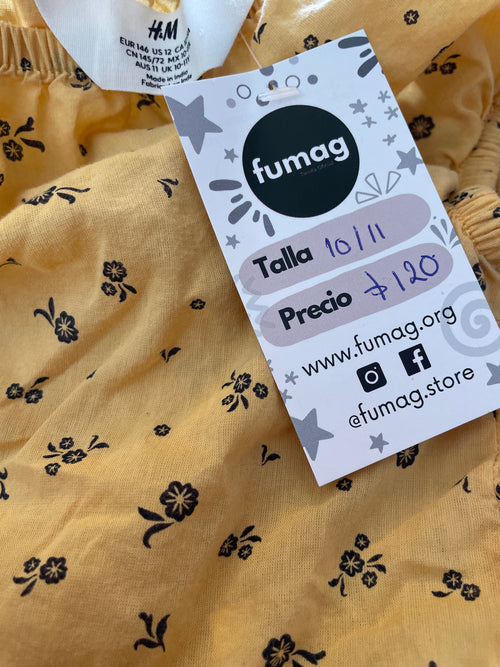 H&M
EUR 146 US 12
CN 145/72 MX 10-
AUS 11 UK 10-11Y
Made in India
fumag
Talla 10/11
Precio $120
www.fumag.org
@fumag.store